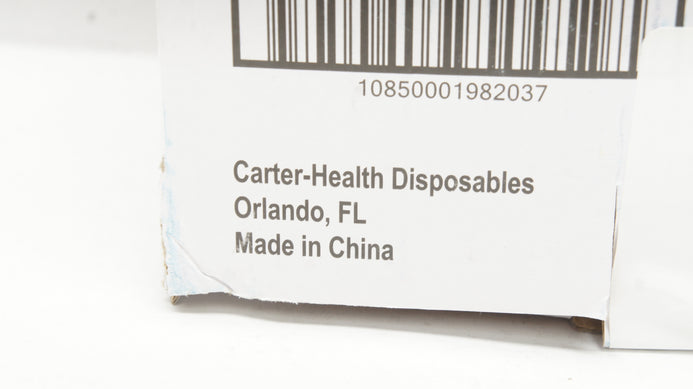 10850001982037
Carter-Health Disposables
Orlando, FL
Made in China